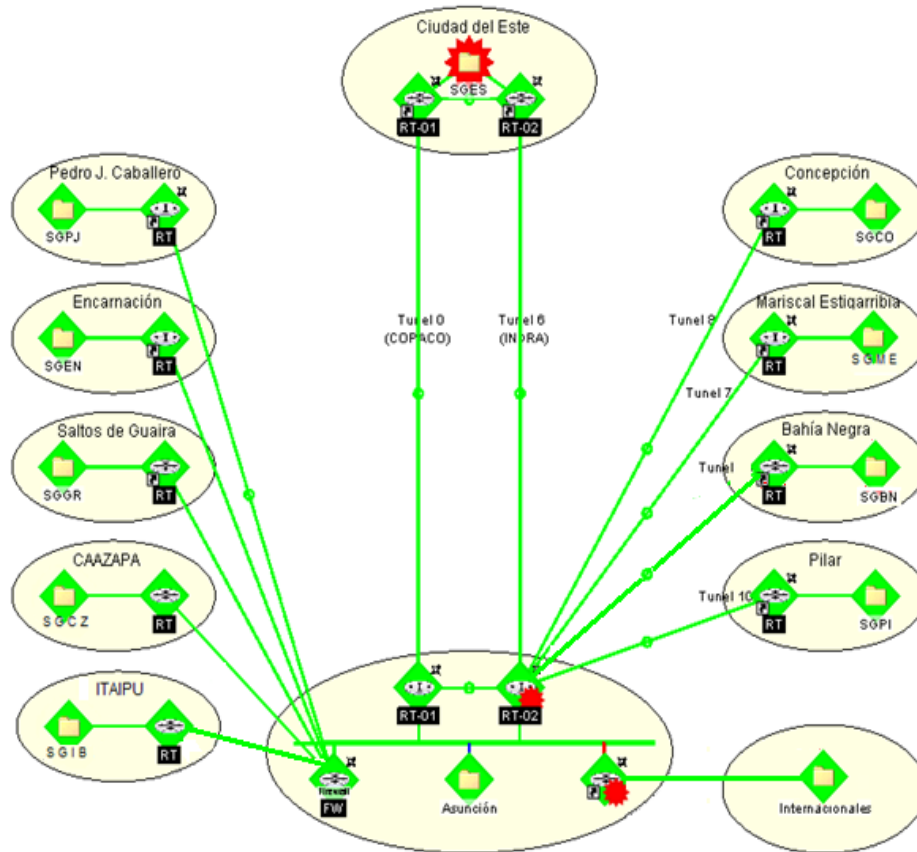 Ciudad del Este
SGES
RT-01
RT-02
Pedro J. Caballero
SGPJ
RT
Concepción
RT
SGCO
Encarnación
SGEN
RT
Tunel 0
(COPACO)
Tunel 6
(INDRA)
Tunel 8
Mariscal Estigarribia
RT
SGME
Tunel 7
Saltos de Guaira
SGGR
RT
Tunel
Bahía Negra
RT
SGBN
CAAZAPA
SGCZ
RT
Tunel 10
Pilar
RT
SGPI
ITAIPU
SGIB
RT
RT-01
RT-02
Firewall
FW
Asunción
Internacionales